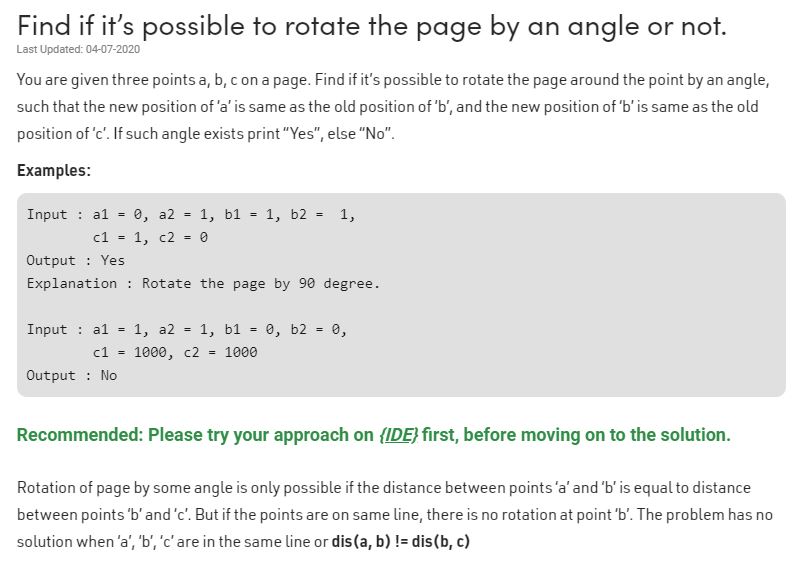 Find if it’s possible to rotate the page by an angle or not.
Last Updated: 04-07-2020
You are given three points a, b, c on a page. Find if it’s possible to rotate the page around the point by an angle,
such that the new position of ‘a’ is same as the old position of ‘b’, and the new position of ‘b’ is same as the old
position of ‘c’. If such angle exists print “Yes”, else “No”.
Examples:
Input : a1 = 0, a2 = 1, b1 = 1, b2 =  1,
        c1 = 1, c2 = 0
Output : Yes
Explanation : Rotate the page by 90 degree.
Input : a1 = 1, a2 = 1, b1 = 0, b2 = 0,
        c1 = 1000, c2 = 1000
Output : No
Recommended: Please try your approach on {IDE} first, before moving on to the solution.
Rotation of page by some angle is only possible if the distance between points ‘a’ and ‘b’ is equal to distance
between points ‘b’ and ‘c’. But if the points are on same line, there is no rotation at point ‘b’. The problem has no
solution when ‘a’, ‘b’, ‘c’ are in the same line or dis(a, b) != dis(b, c)